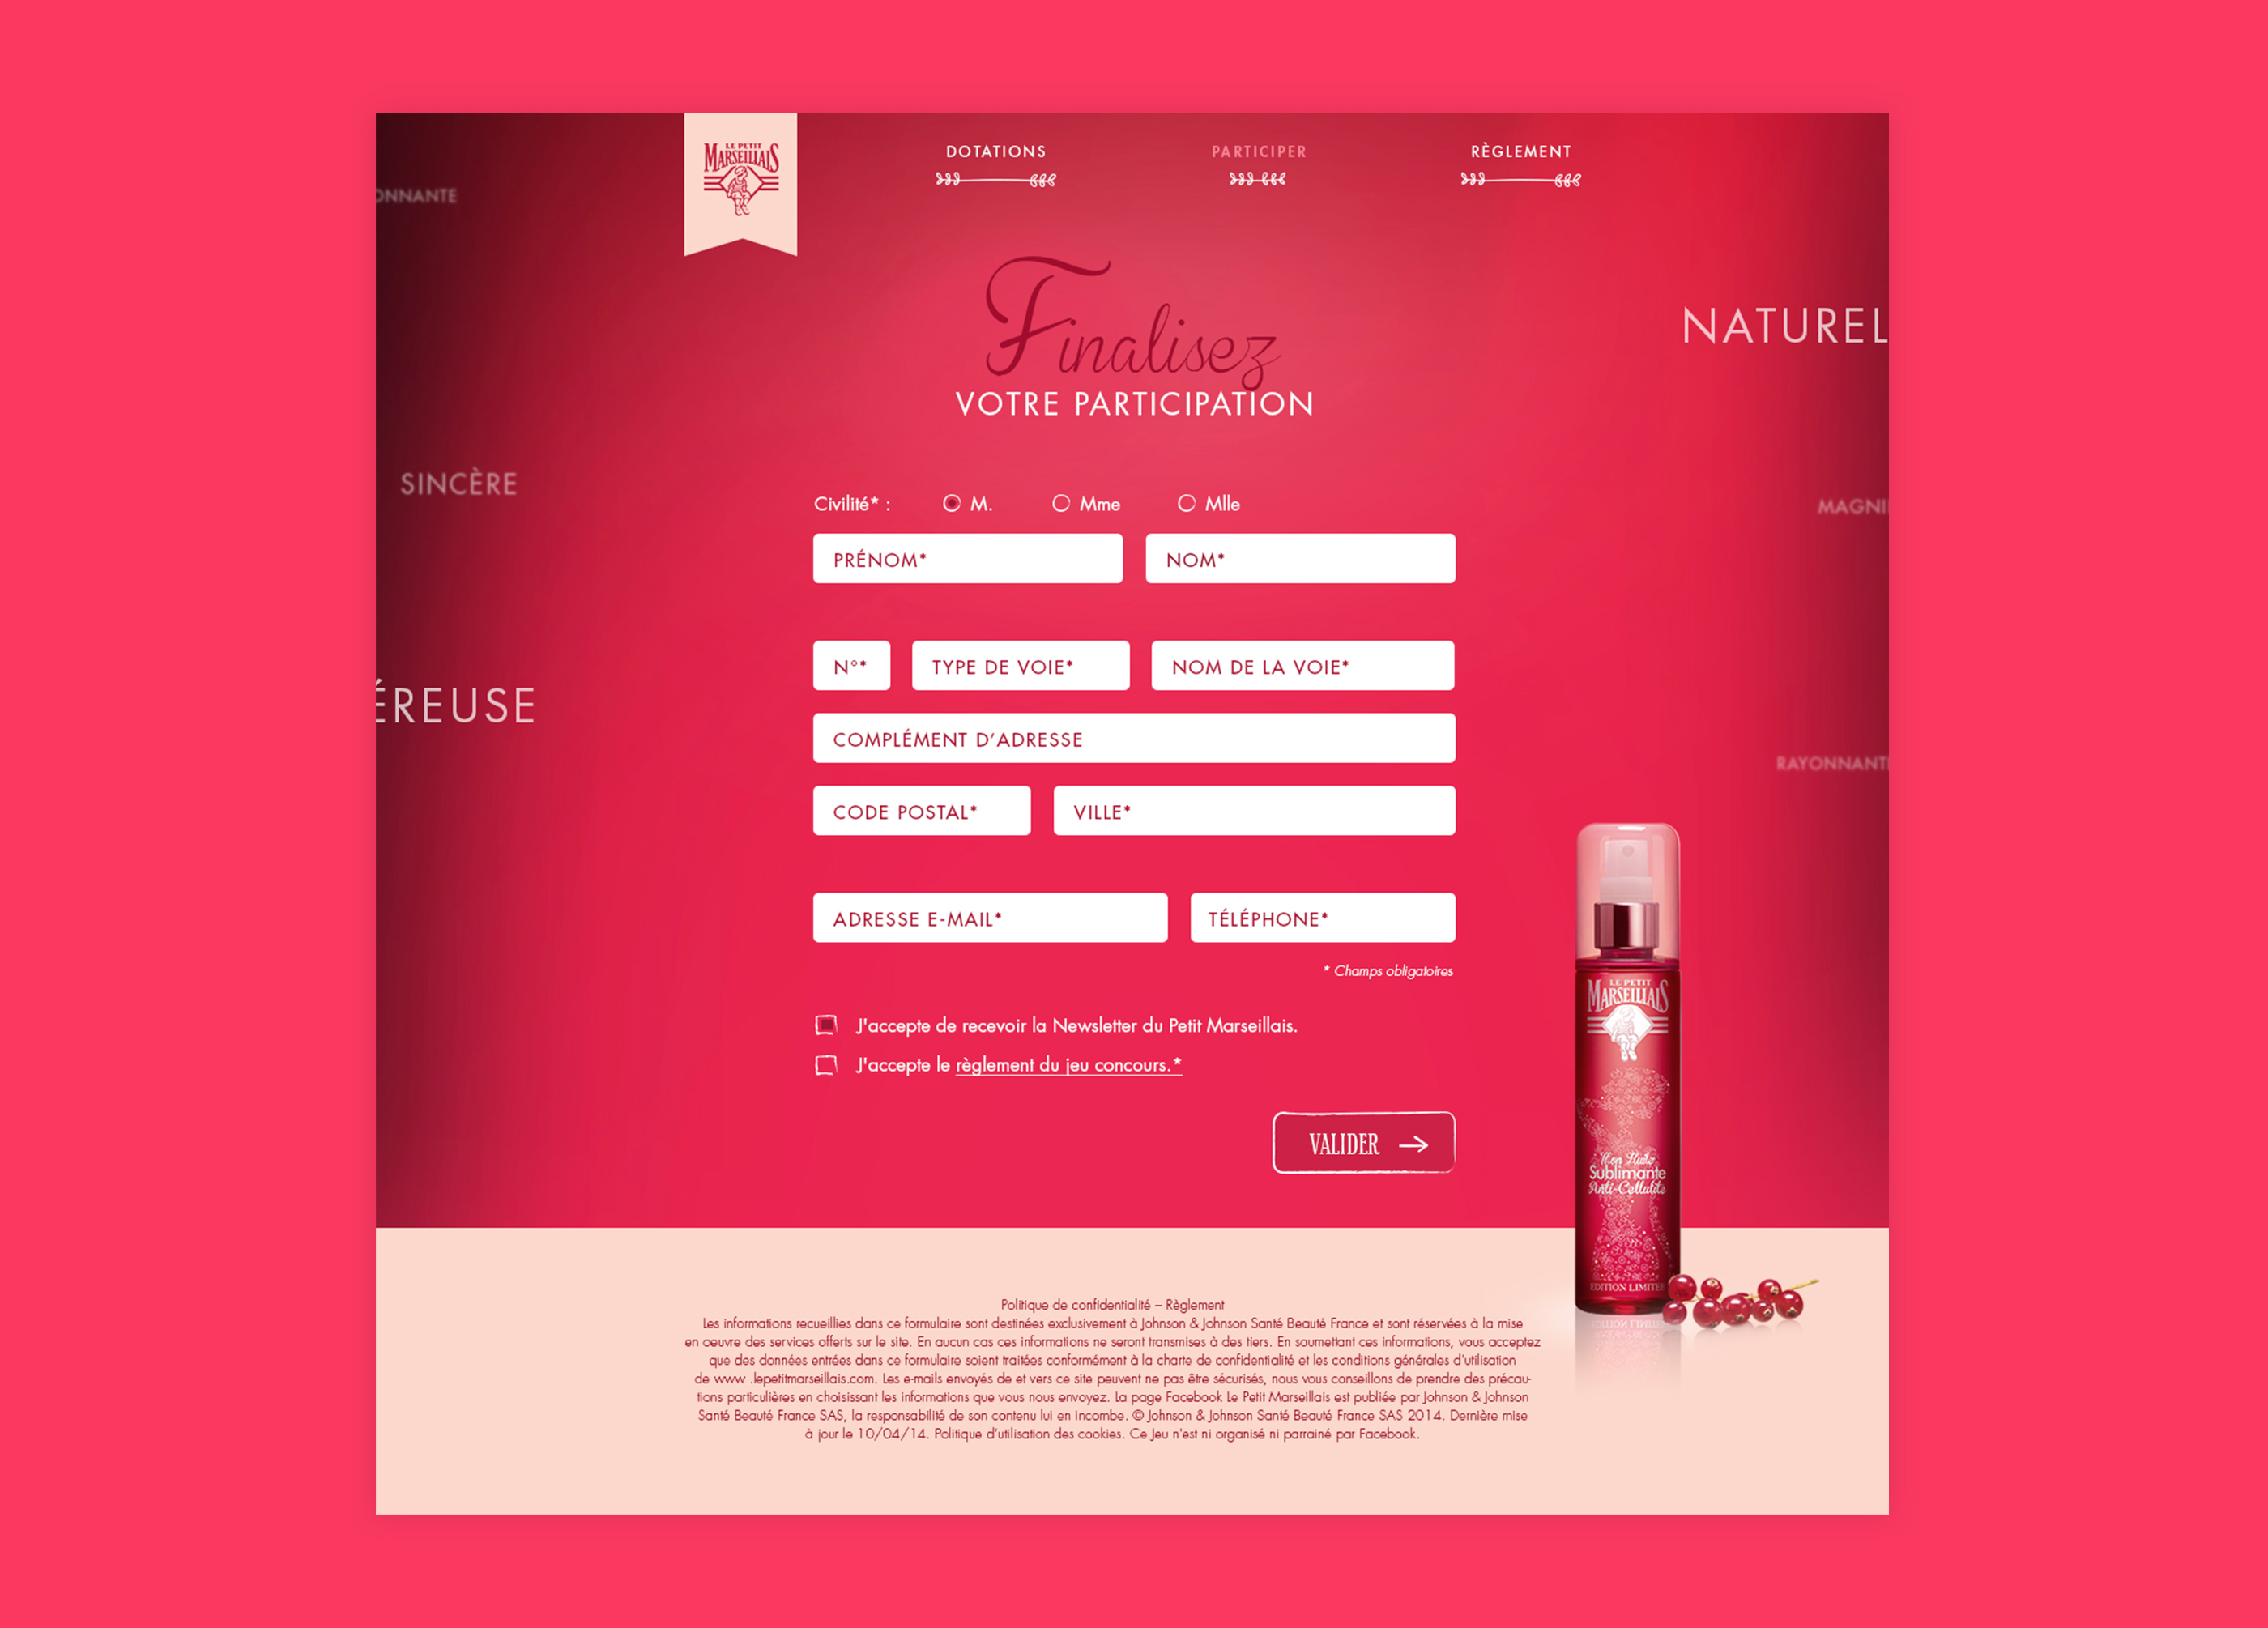 LE PETIT
MARSEILLAIS
DOTATIONS
PARTICIPER
RÈGLEMENT
ONNANTE
Finalisez
VOTRE PARTICIPATION
NATUREL
SINCÈRE
MAGNI
ÉREUSE
RAYONNANT
Civilité* :
M.
Mme
Mlle
PRÉNOM*
NOM*
N°*
TYPE DE VOIE*
NOM DE LA VOIE*
COMPLÉMENT D'ADRESSE
CODE POSTAL*
VILLE*
ADRESSE E-MAIL*
TÉLÉPHONE*
* Champs obligatoires
J'accepte de recevoir la Newsletter du Petit Marseillais.
J'accepte le règlement du jeu concours.*
VALIDER
LE PETIT
MARSEILLAIS
Mon Huile
Sublimante
Anti-Cellulite
EDITION LIMITE
Politique de confidentialité – Règlement
Les informations recueillies dans ce formulaire sont destinées exclusivement à Johnson & Johnson Santé Beauté France et sont réservées à la mise
en oeuvre des services offerts sur le site. En aucun cas ces informations ne seront transmises à des tiers. En soumettant ces informations, vous acceptez
que des données entrées dans ce formulaire soient traitées conformément à la charte de confidentialité et les conditions générales d'utilisation
de www .lepetitmarseillais.com. Les e-mails envoyés de et vers ce site peuvent ne pas être sécurisés, nous vous conseillons de prendre des précau-
tions particulières en choisissant les informations que vous nous envoyez. La page Facebook Le Petit Marseillais est publiée par Johnson & Johnson
Santé Beauté France SAS, la responsabilité de son contenu lui en incombe. © Johnson & Johnson Santé Beauté France SAS 2014. Dernière mise
à jour le 10/04/14. Politique d'utilisation des cookies. Ce Jeu n'est ni organisé ni parrainé par Facebook.